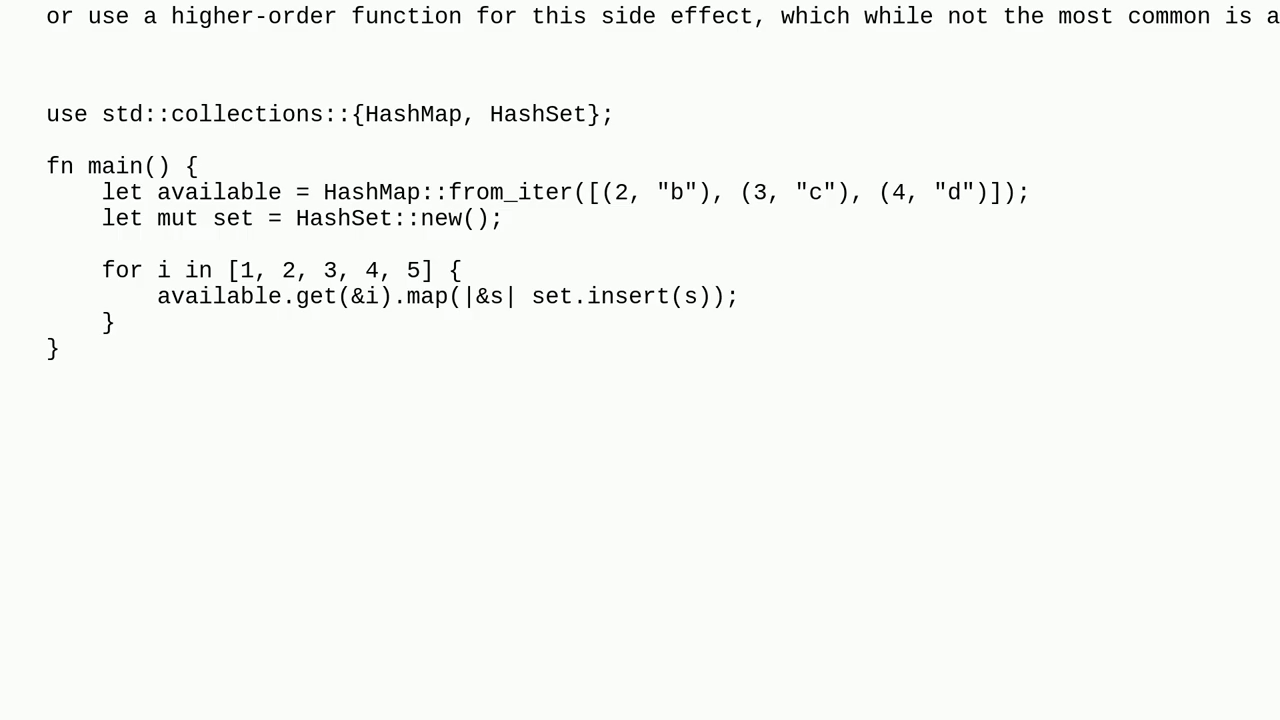 or use a higher-order function for this side effect, which while not the most common is a
use std::collections::{HashMap, HashSet};
fn main() {
    let available = HashMap::from_iter([(2, "b"), (3, "c"), (4, "d")]);
    let mut set = HashSet::new();
    for i in [1, 2, 3, 4, 5] {
        available.get(&i).map(|&s| set.insert(s));
    }
}